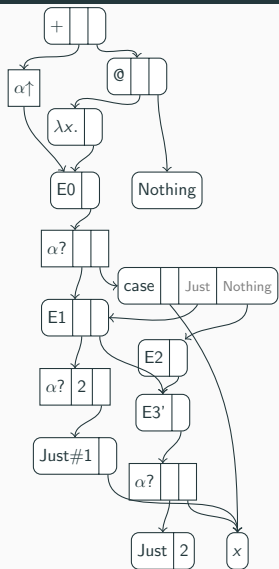 +
@
α↑
λx.
E0
Nothing
α?
case Just Nothing
E1
E2
α? 2
E3'
Just#1
α?
Just 2
x